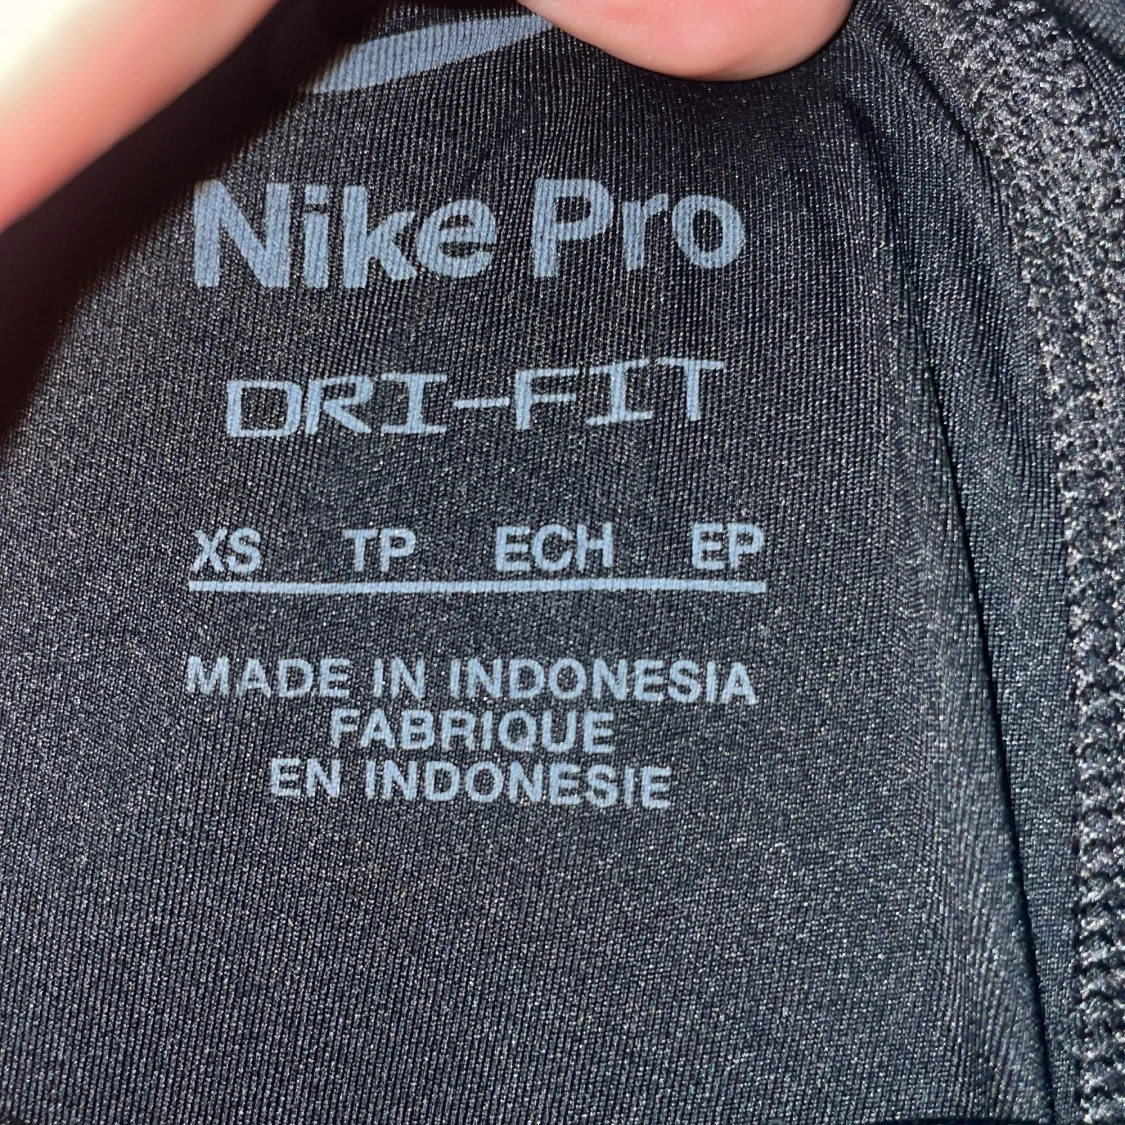 Nike Pro
DRI-FIT
XS TP ECH EP
MADE IN INDONESIA
FABRIQUE
EN INDONESIE